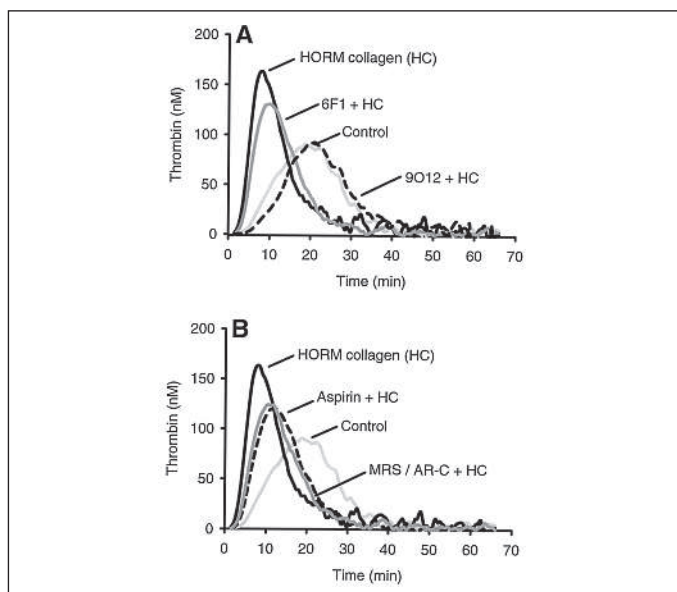 A
200
HORM collagen (HC)
150
6F1 + HC
Thrombin (nM)
100
Control
50
9O12 + HC
0
0 10 20 30 40 50 60 70
Time (min)
B
200
HORM collagen (HC)
150
Aspirin + HC
Thrombin (nM)
100
Control
50
MRS / AR-C + HC
0
0 10 20 30 40 50 60 70
Time (min)